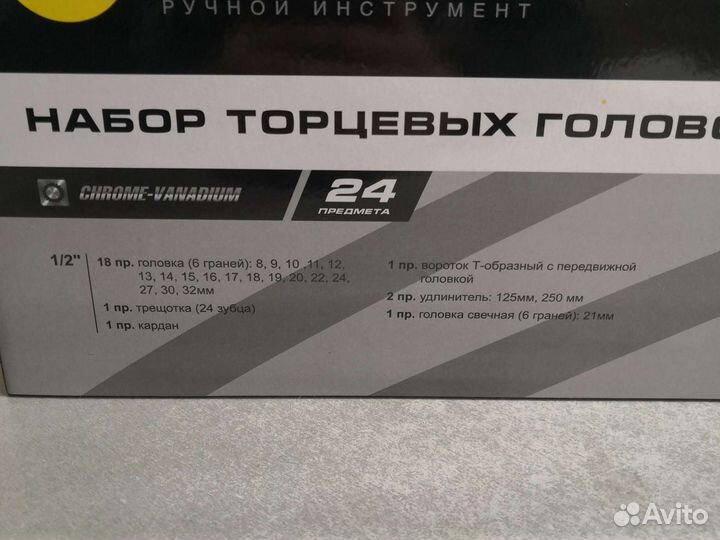 РУЧНОЙ ИНСТРУМЕНТ
НАБОР ТОРЦЕВЫХ ГОЛОВО
CHROME-VANADIUM
24
ПРЕДМЕТА
1/2"
18 пр. головка (6 граней): 8, 9, 10 ,11, 12,
13, 14, 15, 16, 17, 18, 19, 20, 22, 24,
27, 30, 32мм
1 пр. трещотка (24 зубца)
1 пр. кардан
1 пр. вороток Т-образный с передвижной
головкой
2 пр. удлинитель: 125мм, 250 мм
1 пр. головка свечная (6 граней): 21мм
Avito